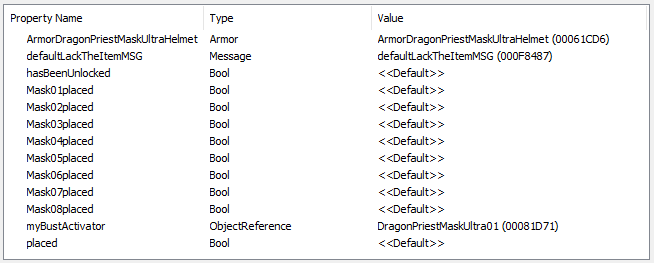 Property Name Type Value
ArmorDragonPriestMaskUltraHelmet Armor ArmorDragonPriestMaskUltraHelmet (00061CD6)
defaultLackTheItemMSG Message defaultLackTheItemMSG (000F8487)
hasBeenUnlocked Bool <<Default>>
Mask01placed Bool <<Default>>
Mask02placed Bool <<Default>>
Mask03placed Bool <<Default>>
Mask04placed Bool <<Default>>
Mask05placed Bool <<Default>>
Mask06placed Bool <<Default>>
Mask07placed Bool <<Default>>
Mask08placed Bool <<Default>>
myBustActivator ObjectReference DragonPriestMaskUltra01 (00081D71)
placed Bool <<Default>>